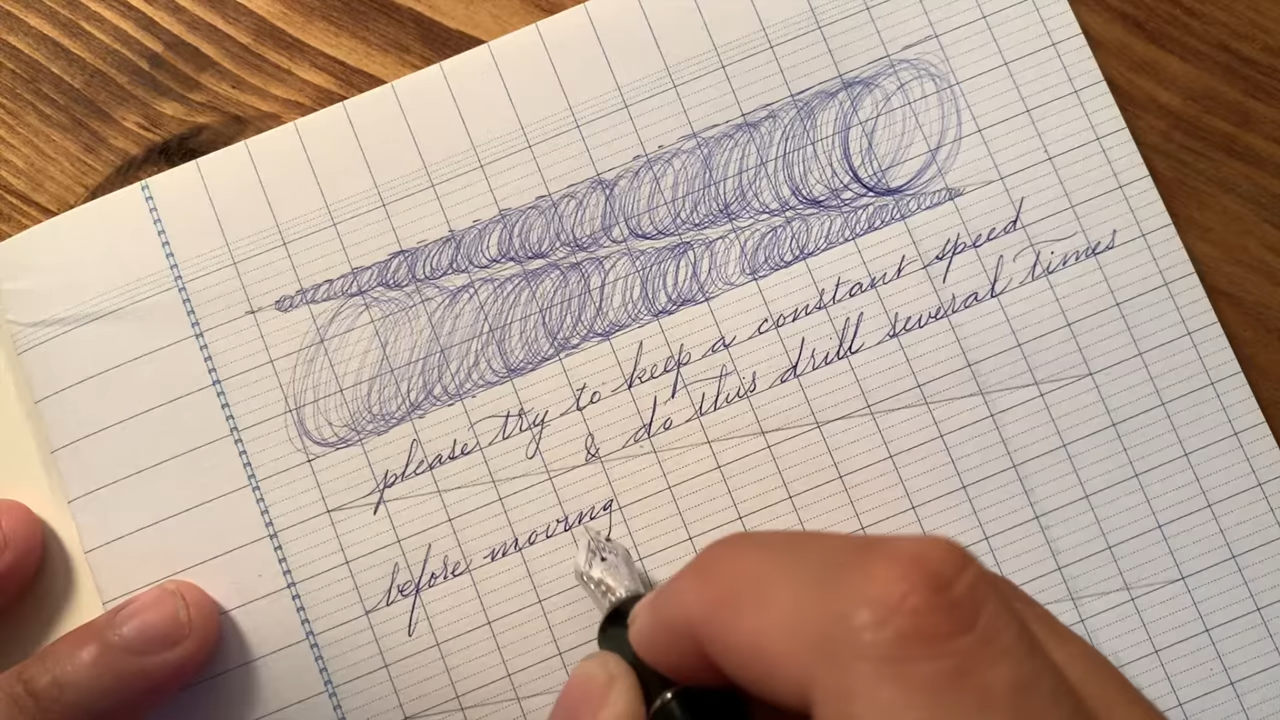 please try to keep a constant speed
& do this drill several times
before moving